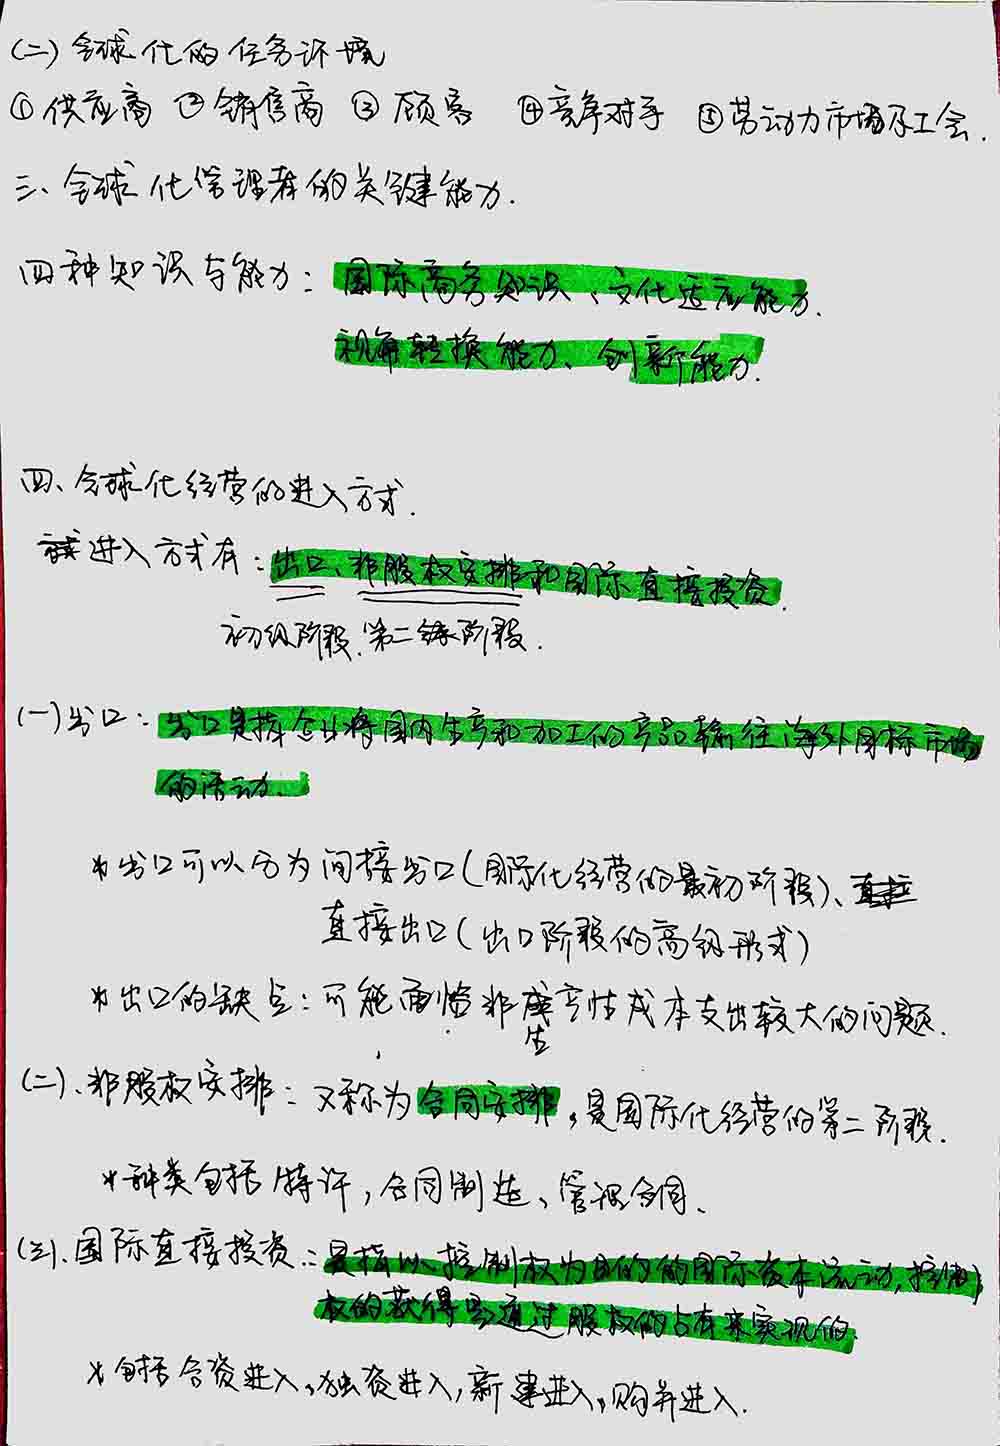 (二) 全球化的任务环境
① 供应商 ② 销售商 ③ 顾客 ④ 竞争对手 ⑤ 劳动力市场及工会.
三、全球化管理者的关键能力.
四种知识与能力: 国际商务知识、文化适应能力.
视角转换能力、创新能力.
四、全球化经营的进入方式.
进入方式有: 出口、非股权安排和国际直接投资.
初级阶段. 第二阶段.
(一) 出口: 出口是指企业将国内生产和加工的产品输往海外目标市场
的活动.
* 出口可以分为间接出口(国际化经营的最初阶段)、
直接出口(出口阶段的高级形式)
* 出口的缺点: 可能面临非生产性成本支出较大的问题.
(二). 非股权安排: 又称为合同安排, 是国际化经营的第二阶段.
* 种类包括特许, 合同制造、管理合同.
(三). 国际直接投资: 是指以控制权为目的的国际资本流动, 控制
权的获得是通过股权的占有来实现的.
* 包括合资进入, 独资进入, 新建进入, 购并进入.